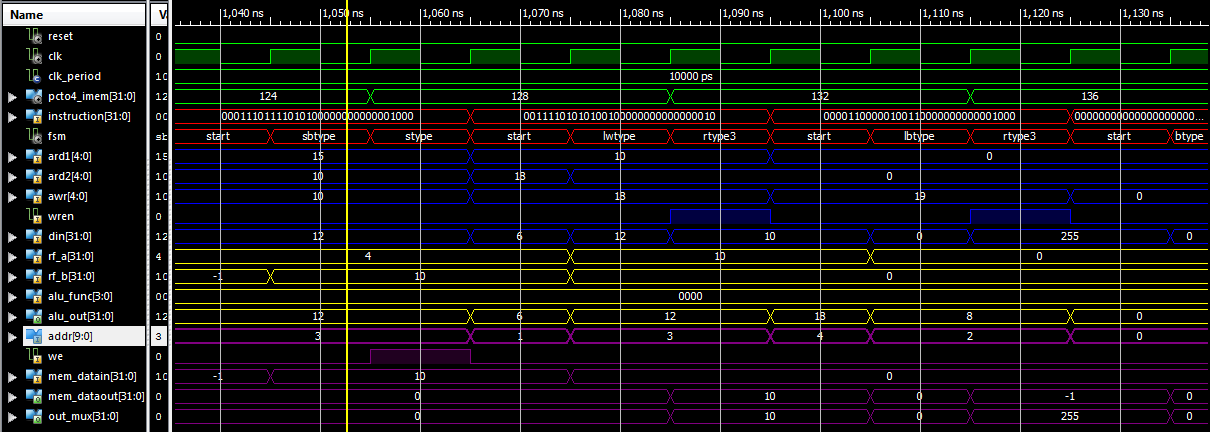 Name V 1,040 ns 1,050 ns 1,060 ns 1,070 ns 1,080 ns 1,090 ns 1,100 ns 1,110 ns 1,120 ns 1,130 ns
reset 0
clk 0
clk_period 10 10000 ps
pcto4_imem[31:0] 12 124 128 132 136
instruction[31:0] 00
fsm start sbtype stype start lwtype rtype3 start lbtype rtype3 start btype
ard1[4:0] 15 15 10 0
ard2[4:0] 10 10 13 0
awr[4:0] 10 10 13 19 0
wren 0
din[31:0] 12 12 6 12 10 0 255 0
rf_a[31:0] 4 4 10 0
rf_b[31:0] 10 -1 10 0
alu_func[3:0] 00 0000
alu_out[31:0] 12 12 6 12 18 8 0
addr[9:0] 3 3 1 3 4 2 0
we 0
mem_datain[31:0] 10 -1 10 0
mem_dataout[31:0] 0 0 10 0 -1 0
out_mux[31:0] 0 0 10 0 255 0